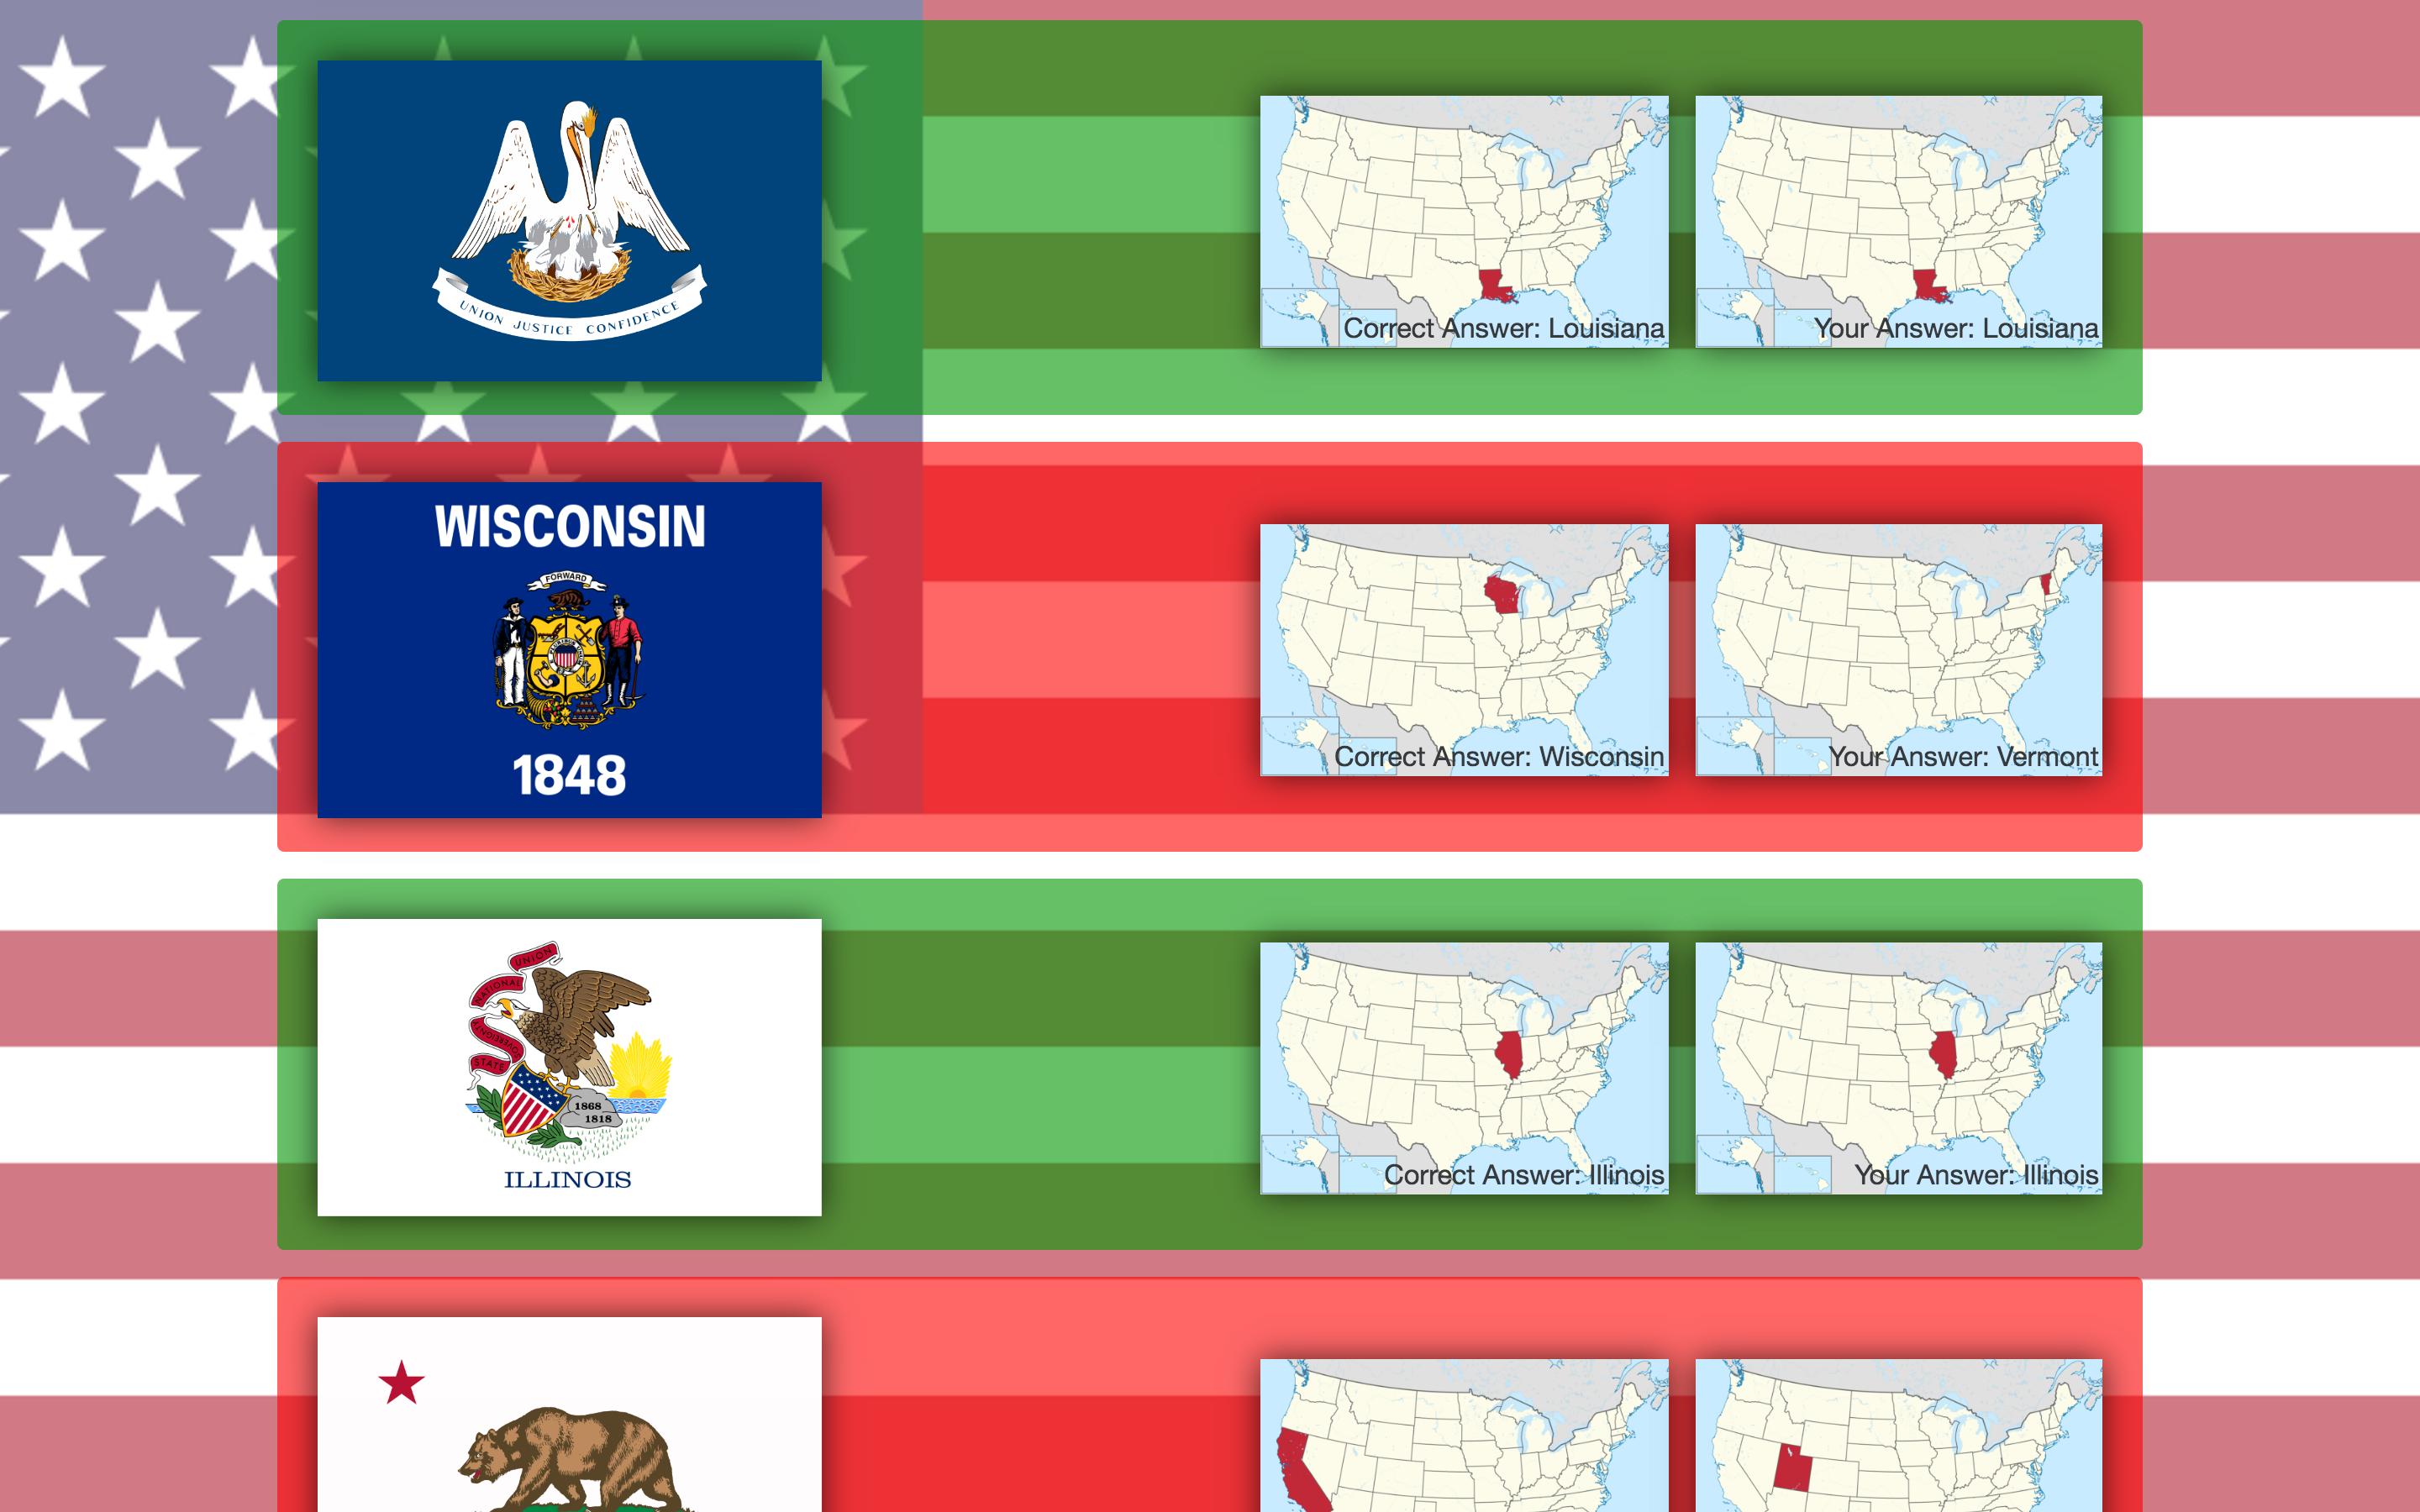 UNION JUSTICE CONFIDENCE
Correct Answer: Louisiana
Your Answer: Louisiana
WISCONSIN
FORWARD
1848
Correct Answer: Wisconsin
Your Answer: Vermont
UNION
NATIONAL
SOVEREIGNTY
STATE
1868
1818
ILLINOIS
Correct Answer: Illinois
Your Answer: Illinois